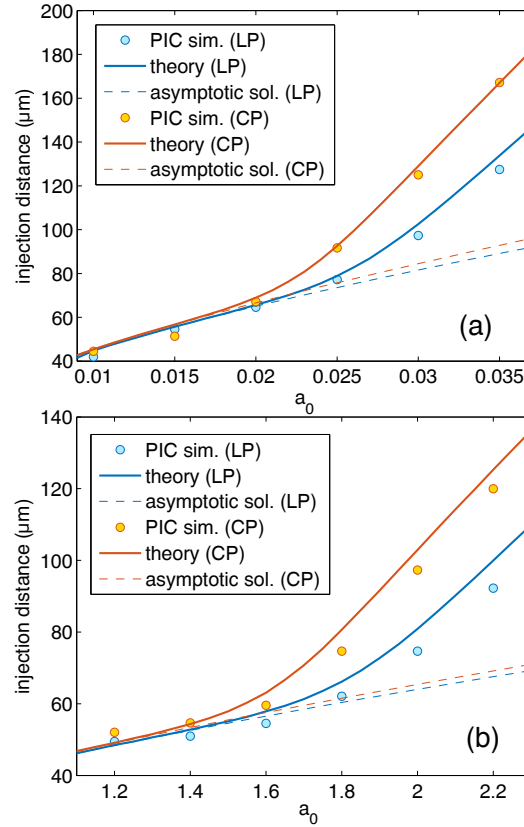 200
180
160
140
120
100
80
60
40
injection distance (μm)
PIC sim. (LP)
theory (LP)
asymptotic sol. (LP)
PIC sim. (CP)
theory (CP)
asymptotic sol. (CP)
(a)
0.01 0.015 0.02 0.025 0.03 0.035
a0
140
120
100
80
60
40
injection distance (μm)
PIC sim. (LP)
theory (LP)
asymptotic sol. (LP)
PIC sim. (CP)
theory (CP)
asymptotic sol. (CP)
(b)
1.2 1.4 1.6 1.8 2 2.2
a0